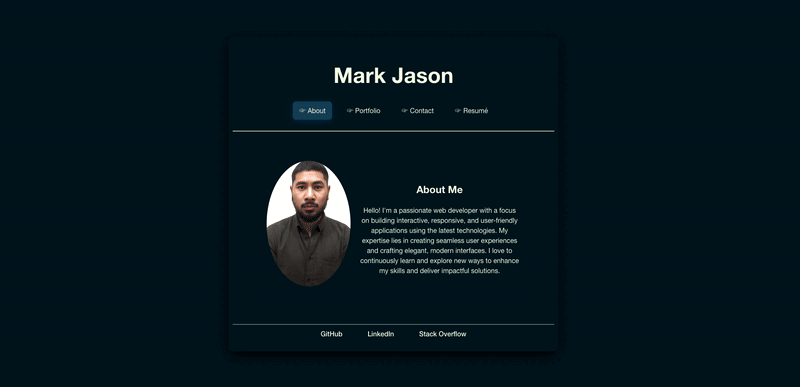 Mark Jason
☞ About ☞ Portfolio ☞ Contact ☞ Resumé
About Me
Hello! I'm a passionate web developer with a focus
on building interactive, responsive, and user-friendly
applications using the latest technologies. My
expertise lies in creating seamless user experiences
and crafting elegant, modern interfaces. I love to
continuously learn and explore new ways to enhance
my skills and deliver impactful solutions.
GitHub LinkedIn Stack Overflow